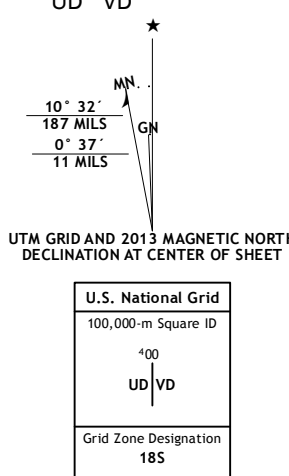 UD VD
★
MN
10° 32´
187 MILS
GN
0° 37´
11 MILS
UTM GRID AND 2013 MAGNETIC NORTH
DECLINATION AT CENTER OF SHEET
U.S. National Grid
100,000-m Square ID
⁴00
UD VD
Grid Zone Designation
18S